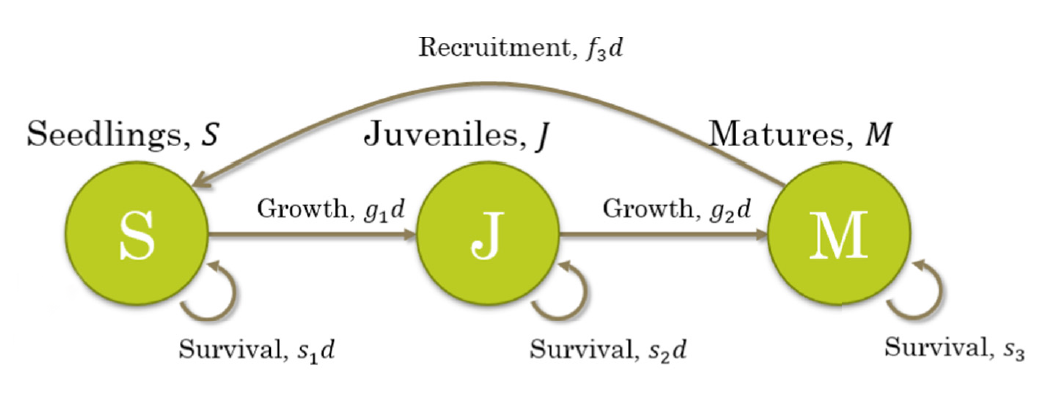 Recruitment, f₃d
Seedlings, S
Juveniles, J
Matures, M
S
Growth, g₁d
J
Growth, g₂d
M
Survival, s₁d
Survival, s₂d
Survival, s₃